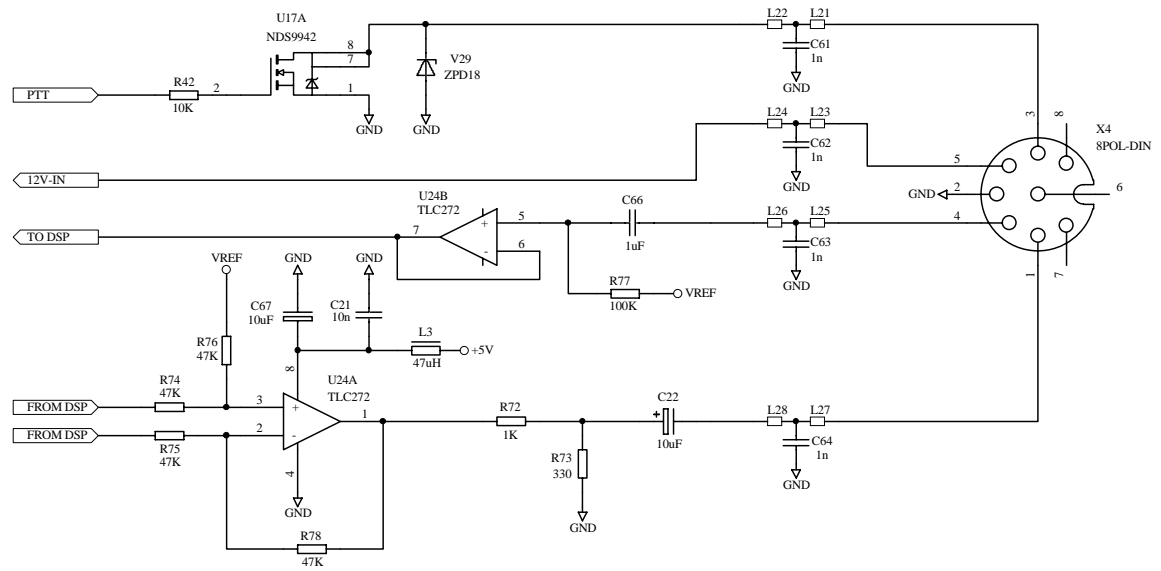 U17A
NDS9942
8
7
1
2
R42
10K
PTT
GND
V29
ZPD18
GND
L22
L21
C61
1n
GND
3
8
X4
8POL-DIN
L24
L23
C62
1n
GND
5
GND
2
6
12V-IN
U24B
TLC272
C66
1uF
L26
L25
4
TO DSP
7
5
+
-
6
C63
1n
GND
1
7
VREF
GND
GND
R77
100K
VREF
C67
10uF
C21
10n
R76
47K
L3
47uH
+5V
8
R74
47K
U24A
TLC272
C22
+
10uF
L28
L27
FROM DSP
3
+
1
R72
1K
FROM DSP
2
-
R75
47K
4
R73
330
C64
1n
GND
GND
GND
R78
47K